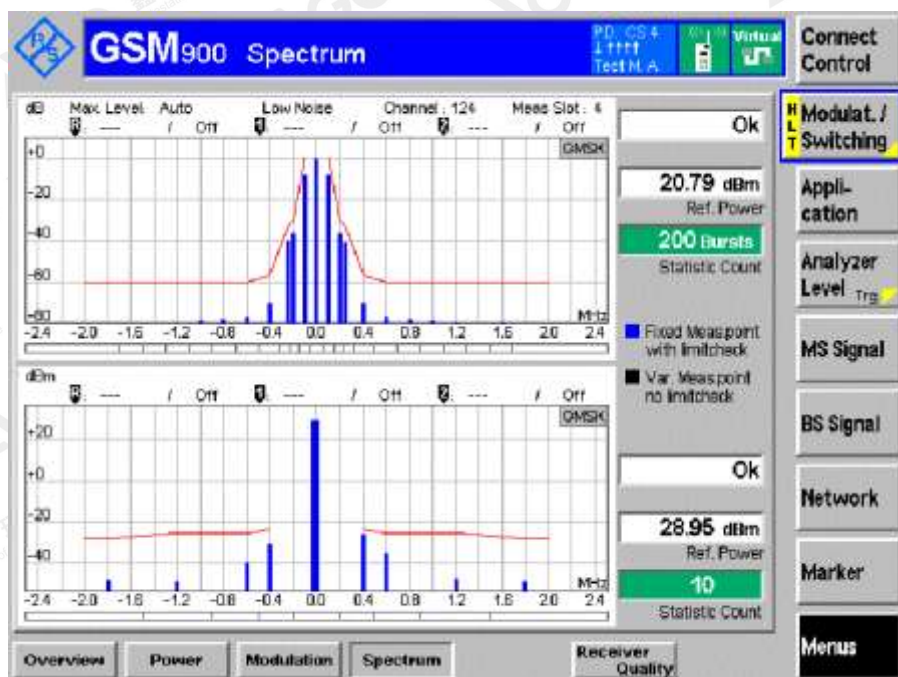 R&S
GSM900 Spectrum
PD: CS4
Test M. A
Virtual
Connect Control
dB Max. Level: Auto Low Noise Channel: 124 Meas Slot: 4
R: --- / Off 1: --- / Off 2: --- / Off
GMSK
+0
-20
-40
-60
-80
MHz
-2.4 -2.0 -1.6 -1.2 -0.8 -0.4 0.0 0.4 0.8 1.2 1.6 2.0 2.4
Ok
20.79 dBm
Ref. Power
200 Bursts
Statistic Count
Fixed Meas.point
with limitcheck
Var. Meas.point
no limitcheck
dBm
--- / Off --- / Off --- / Off
GMSK
+20
+0
-20
-40
MHz
-2.4 -2.0 -1.6 -1.2 -0.8 -0.4 0.0 0.4 0.8 1.2 1.6 2.0 2.4
Ok
28.95 dBm
Ref. Power
10
Statistic Count
HLT
Modulat. /
Switching
Appli-
cation
Analyzer
Level Trg
MS Signal
BS Signal
Network
Marker
Menus
Overview
Power
Modulation
Spectrum
Receiver
Quality